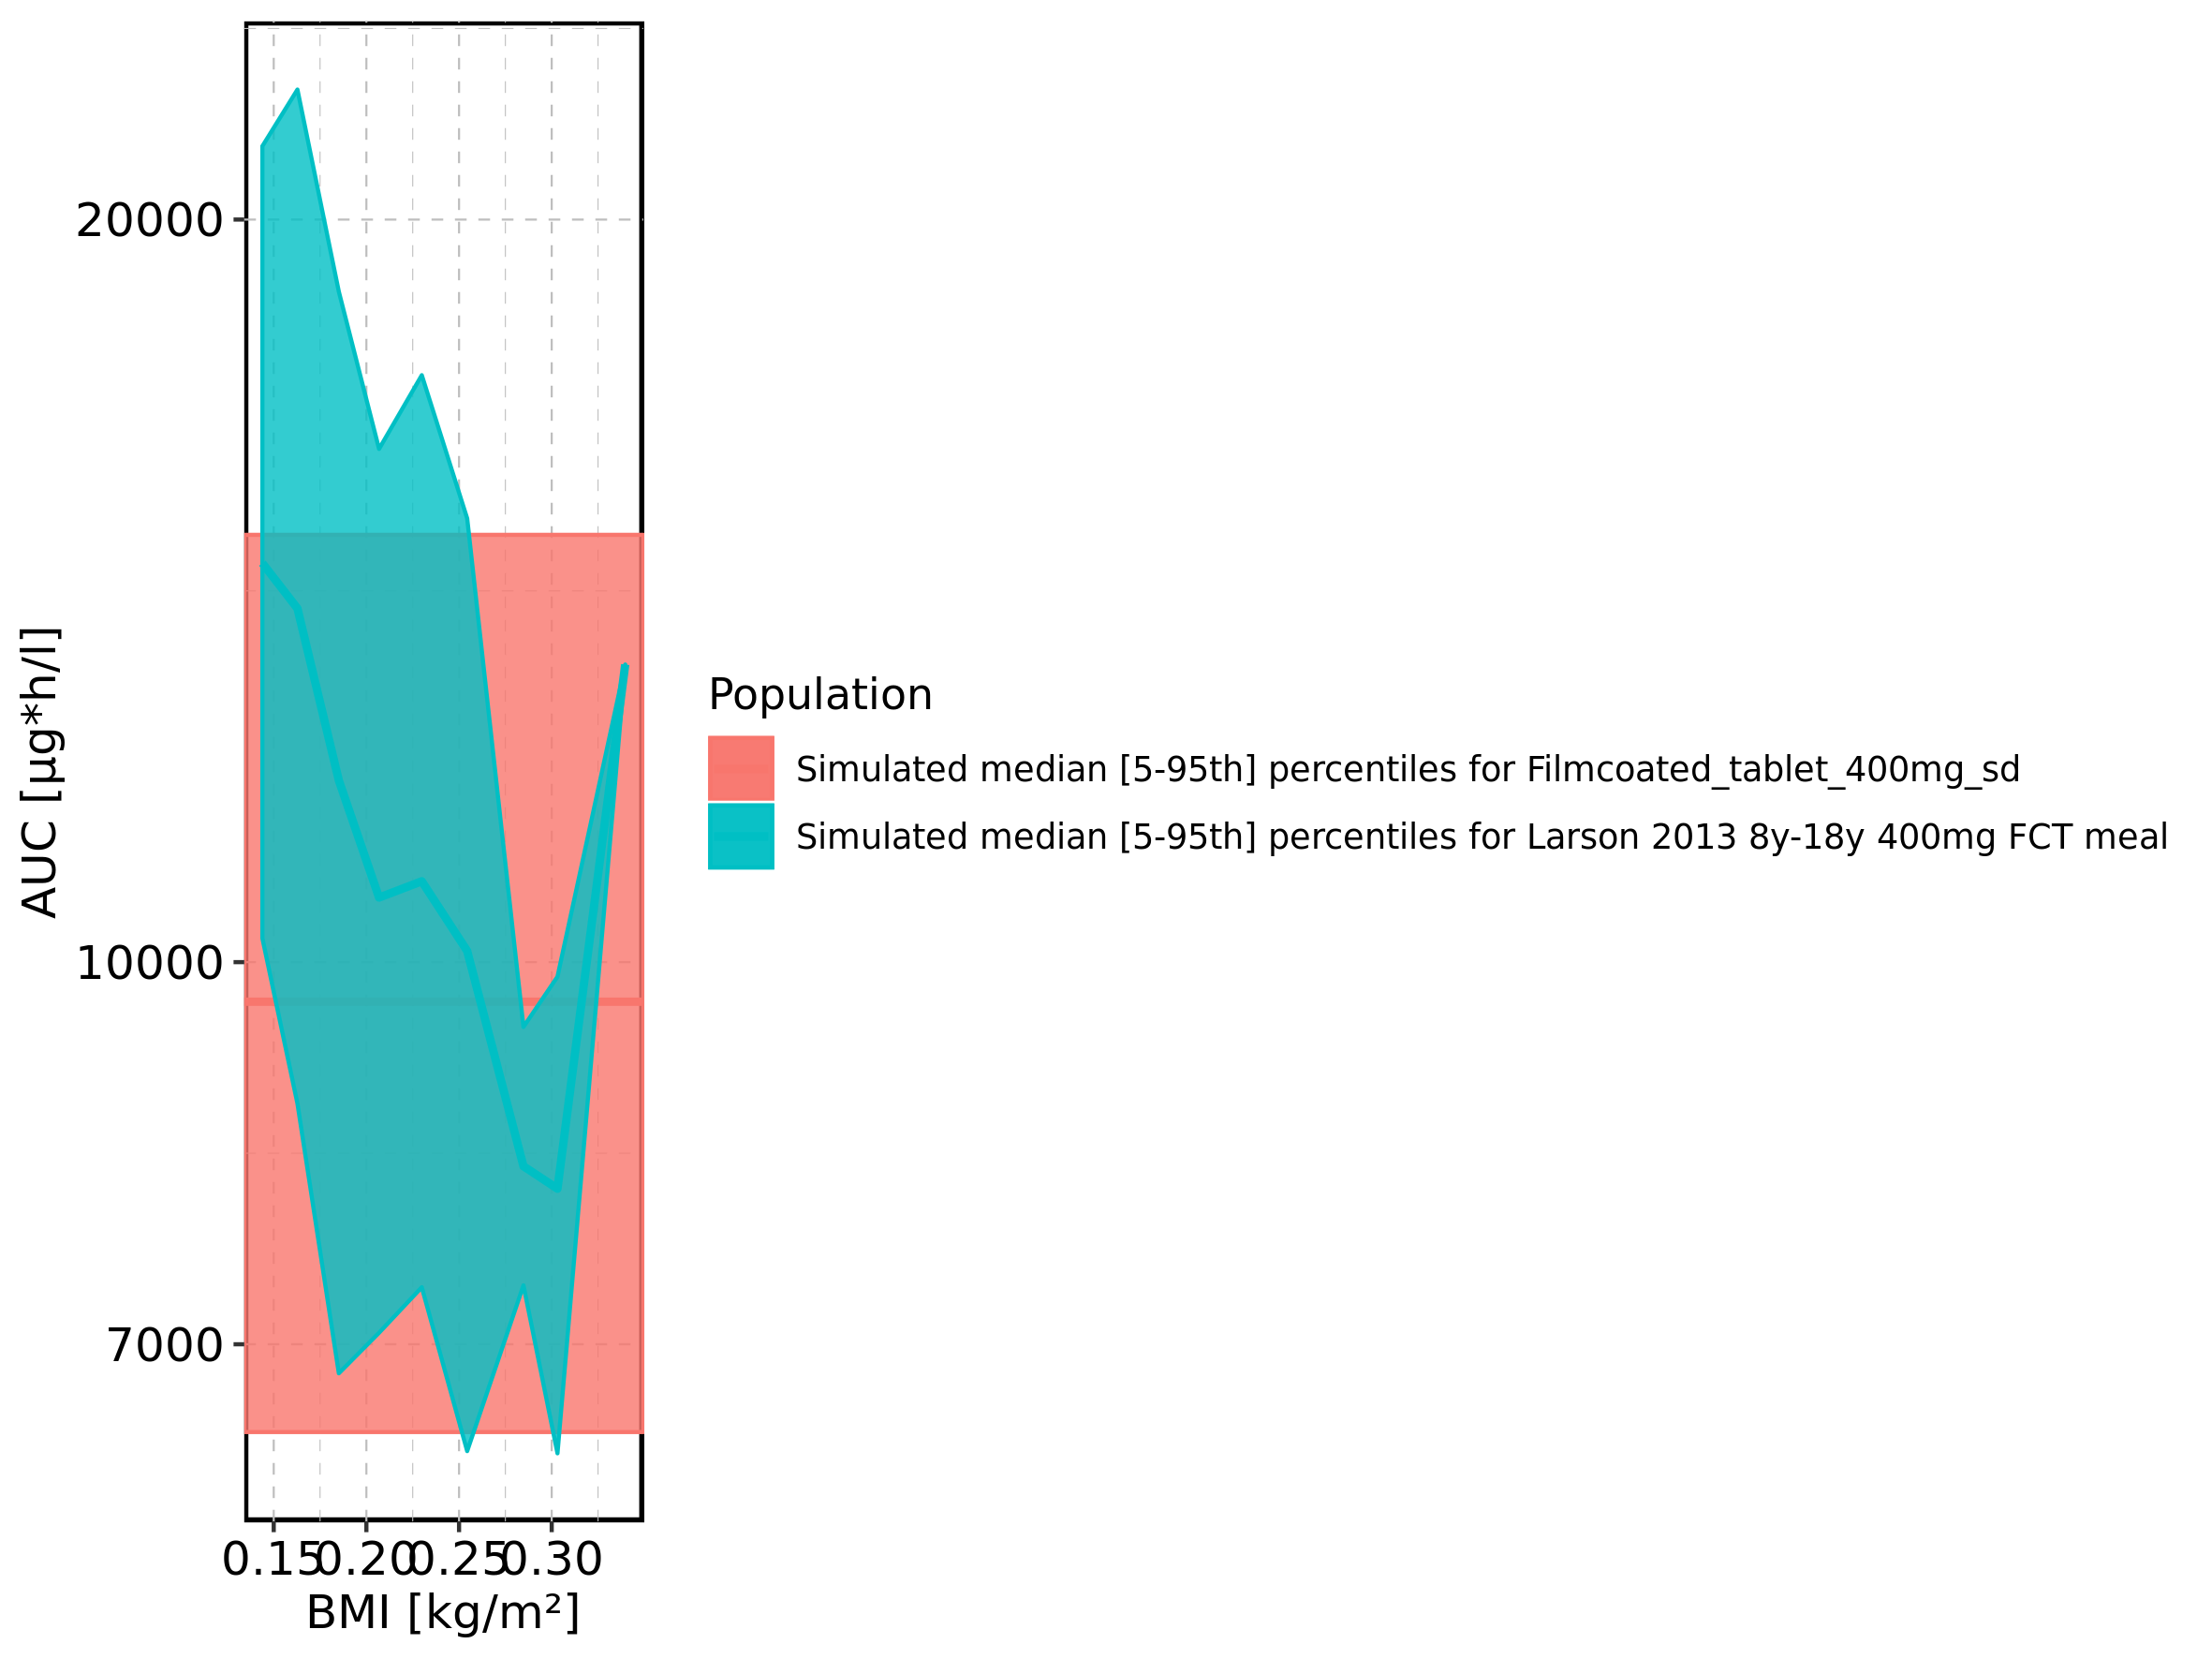 20000
10000
7000
AUC [µg*h/l]
0.15 0.20 0.25 0.30
BMI [kg/m²]
Population
Simulated median [5-95th] percentiles for Filmcoated_tablet_400mg_sd
Simulated median [5-95th] percentiles for Larson 2013 8y-18y 400mg FCT meal